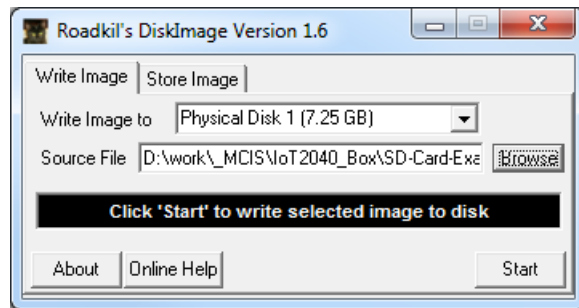 Roadkil's DiskImage Version 1.6
Write Image Store Image
Write Image to Physical Disk 1 (7.25 GB)
Source File D:\work\_MCIS\IoT2040_Box\SD-Card-Exa Browse
Click 'Start' to write selected image to disk
About Online Help Start